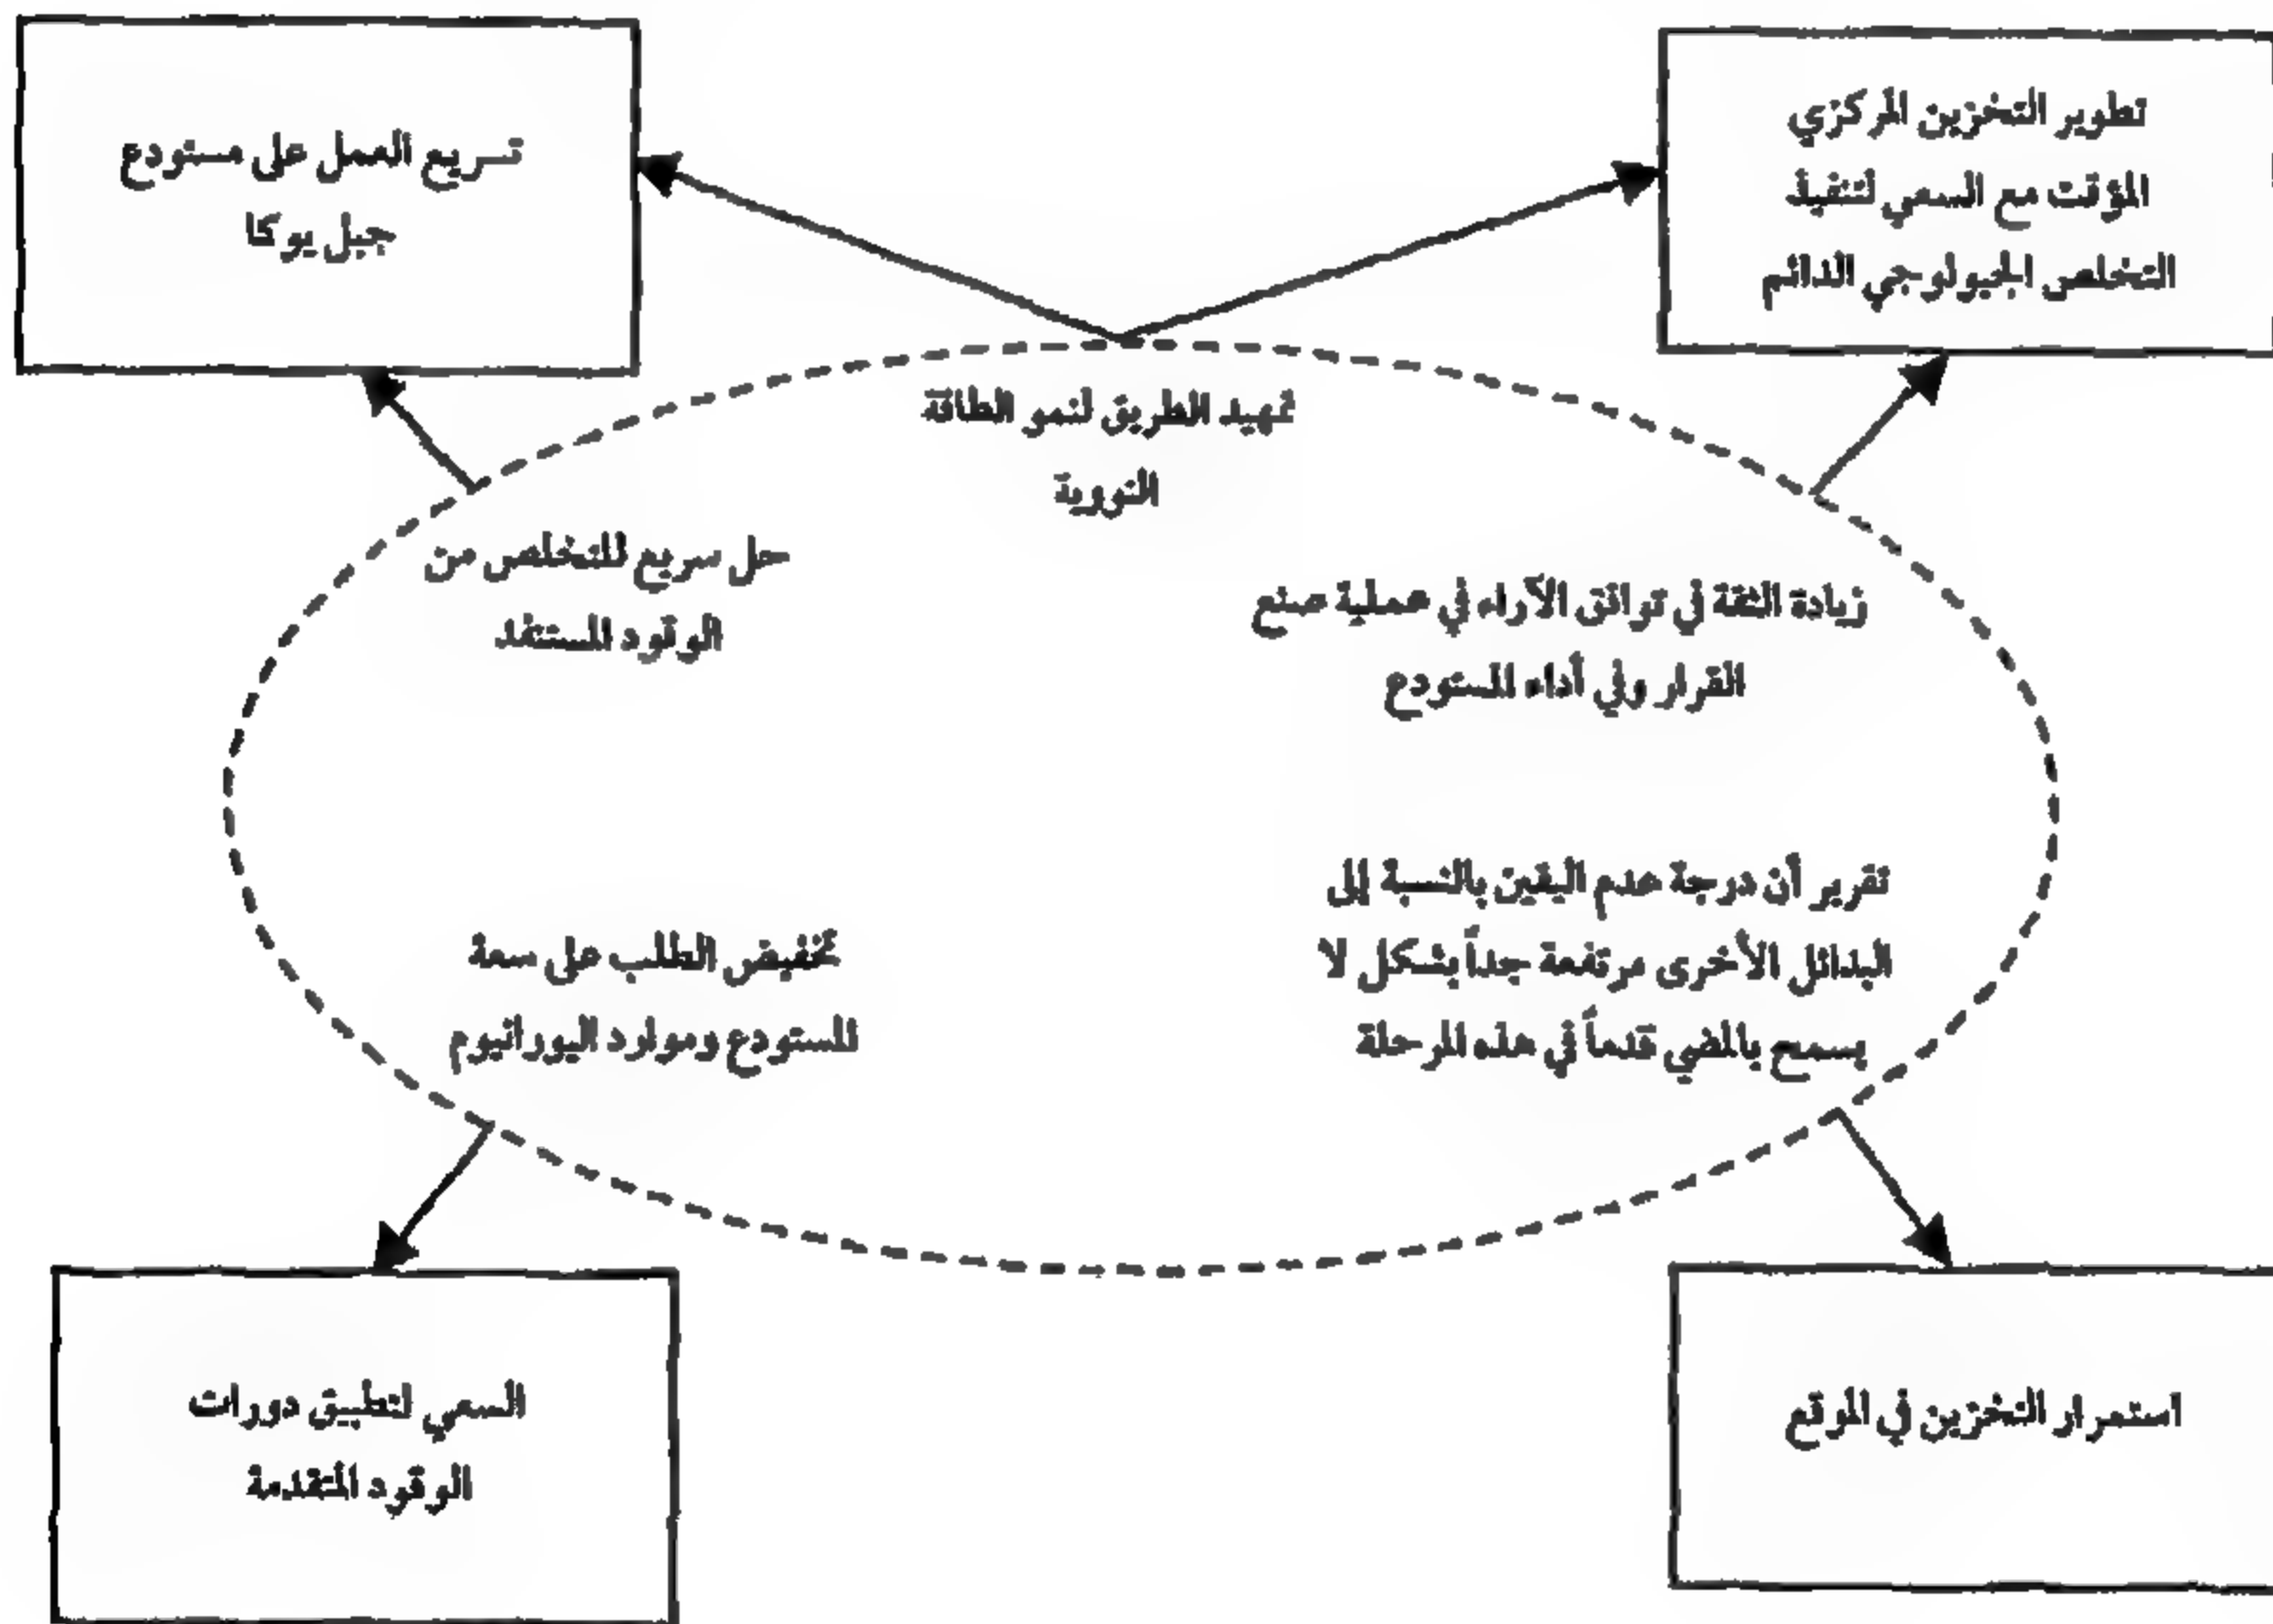 تطوير التخزين المركزي
المؤقت مع السعي لتنفيذ
التخلص الجيولوجي الدائم
تسريع العمل على مستودع
جبل يوكا
تمهيد الطريق لنمو الطاقة
النووية
زيادة الثقة في توافق الآراء في عملية صنع
القرار وفي أداء المستودع
حل سريع للتخلص من
الوقود المستنفد
تقرير أن درجة عدم اليقين بالنسبة إلى
البدائل الأخرى مرتفعة جداً بشكل لا
يسمح بالمضي قدماً في هذه المرحلة
تخفيض الطلب على سعة
المستودع وموارد اليورانيوم
استمرار التخزين في الموقع
السعي لتطبيق دورات
الوقود المتقدمة